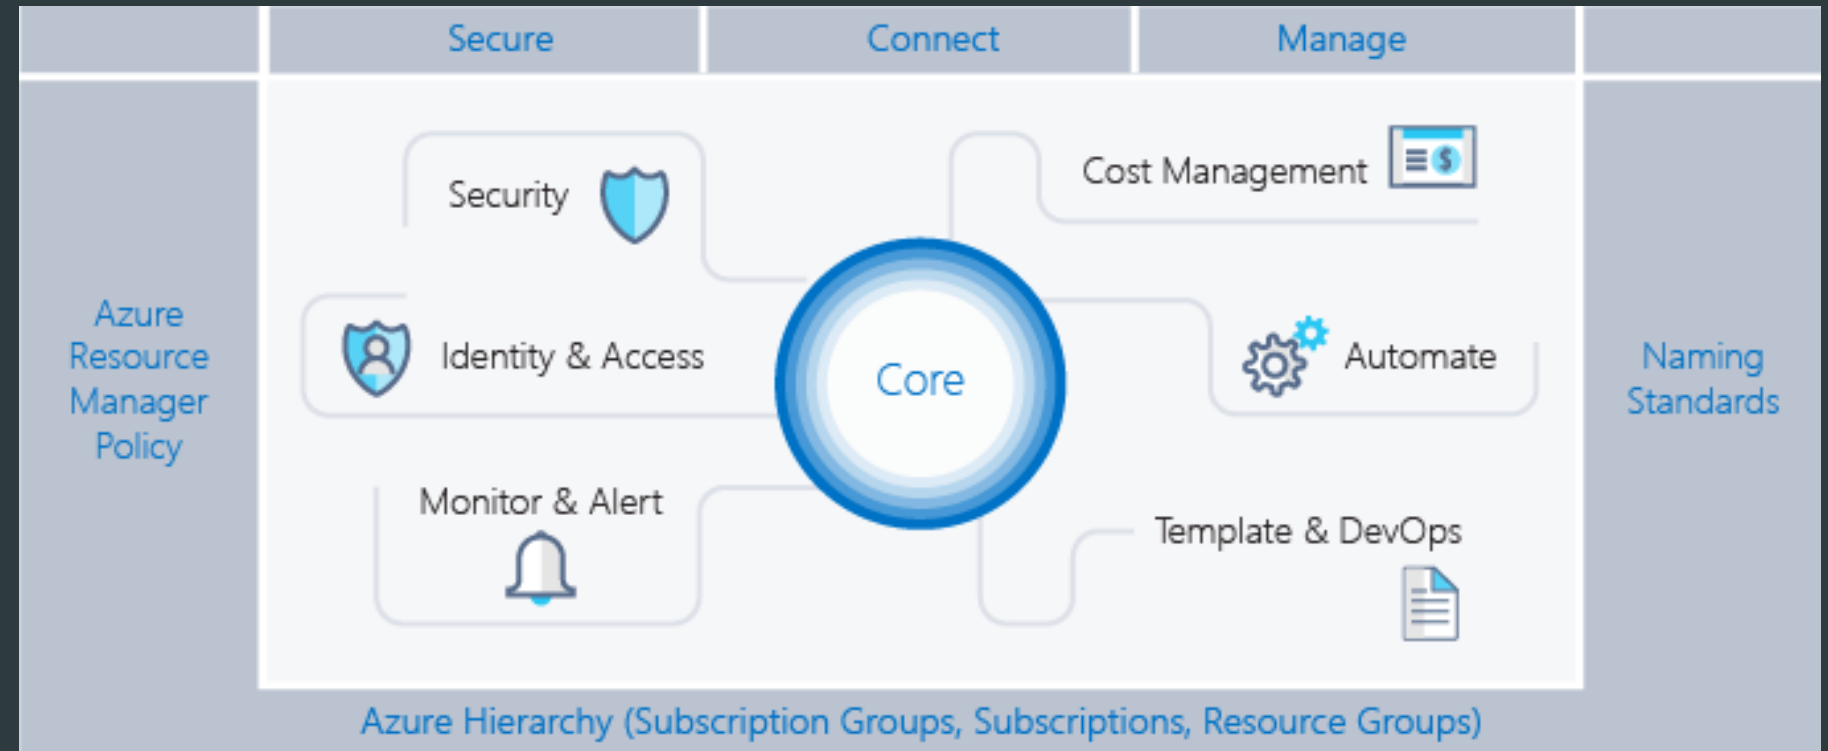 Secure
Connect
Manage
Security
Cost Management
$
Azure
Resource
Manager
Policy
Identity & Access
Core
Automate
Naming
Standards
Monitor & Alert
Template & DevOps
Azure Hierarchy (Subscription Groups, Subscriptions, Resource Groups)